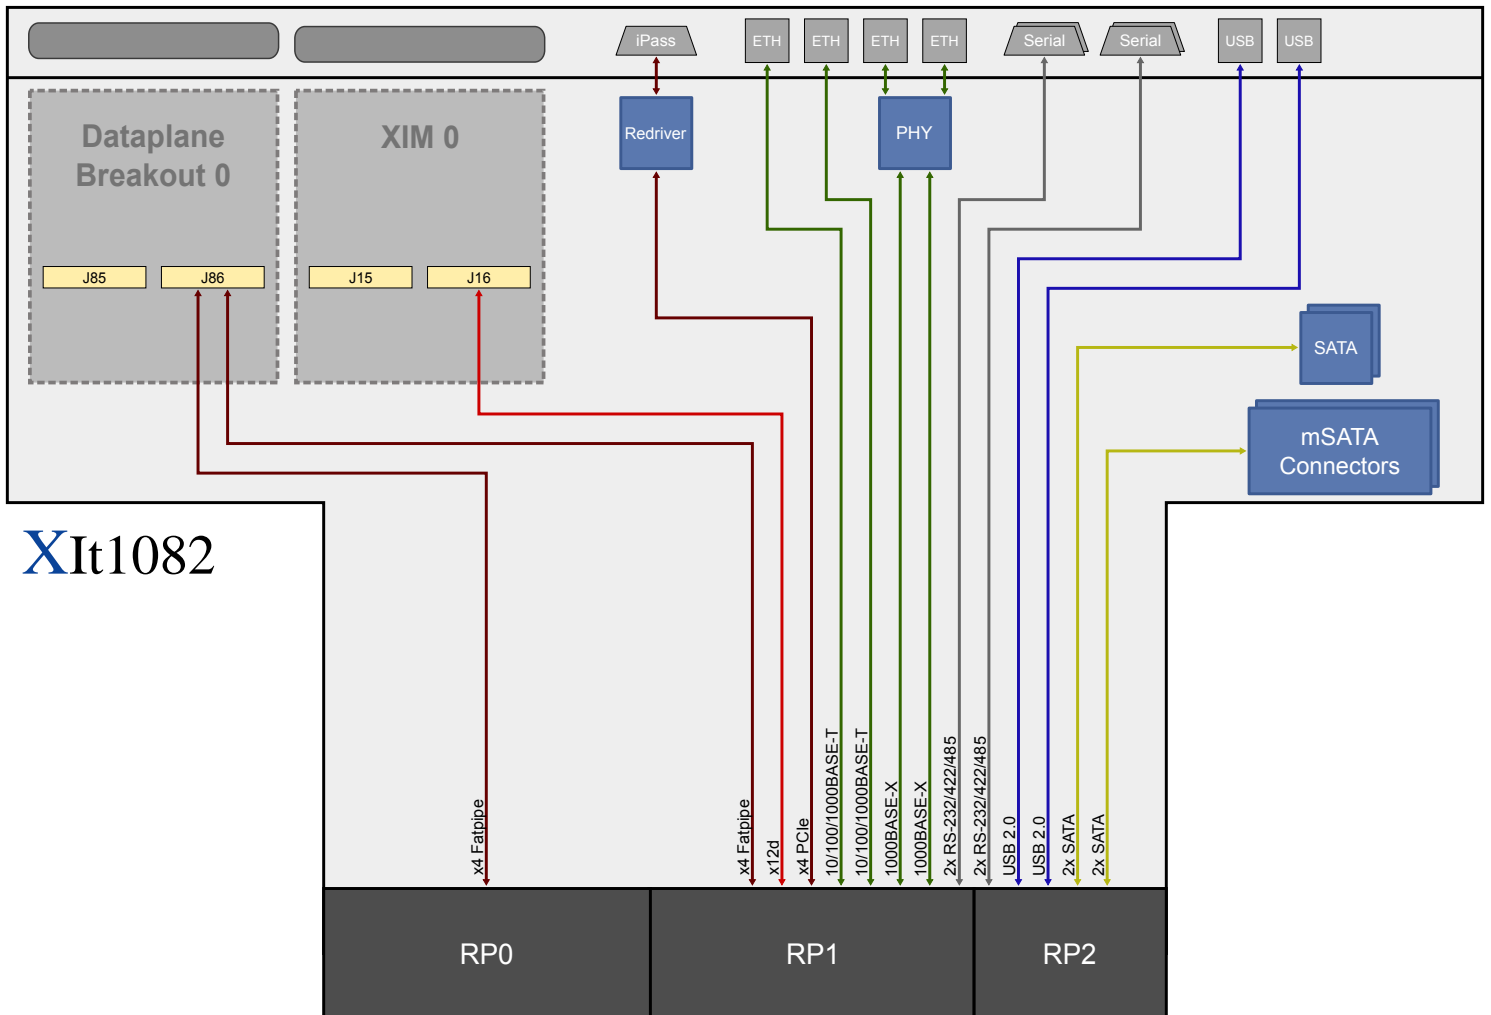 iPass
ETH
ETH
ETH
ETH
Serial
Serial
USB
USB
Dataplane
Breakout 0
XIM 0
Redriver
PHY
J85
J86
J15
J16
SATA
mSATA
Connectors
XIt1082
x4 Fatpipe
x4 Fatpipe
x12d
x4 PCIe
10/100/1000BASE-T
10/100/1000BASE-T
1000BASE-X
1000BASE-X
2x RS-232/422/485
2x RS-232/422/485
USB 2.0
USB 2.0
2x SATA
2x SATA
RP0
RP1
RP2